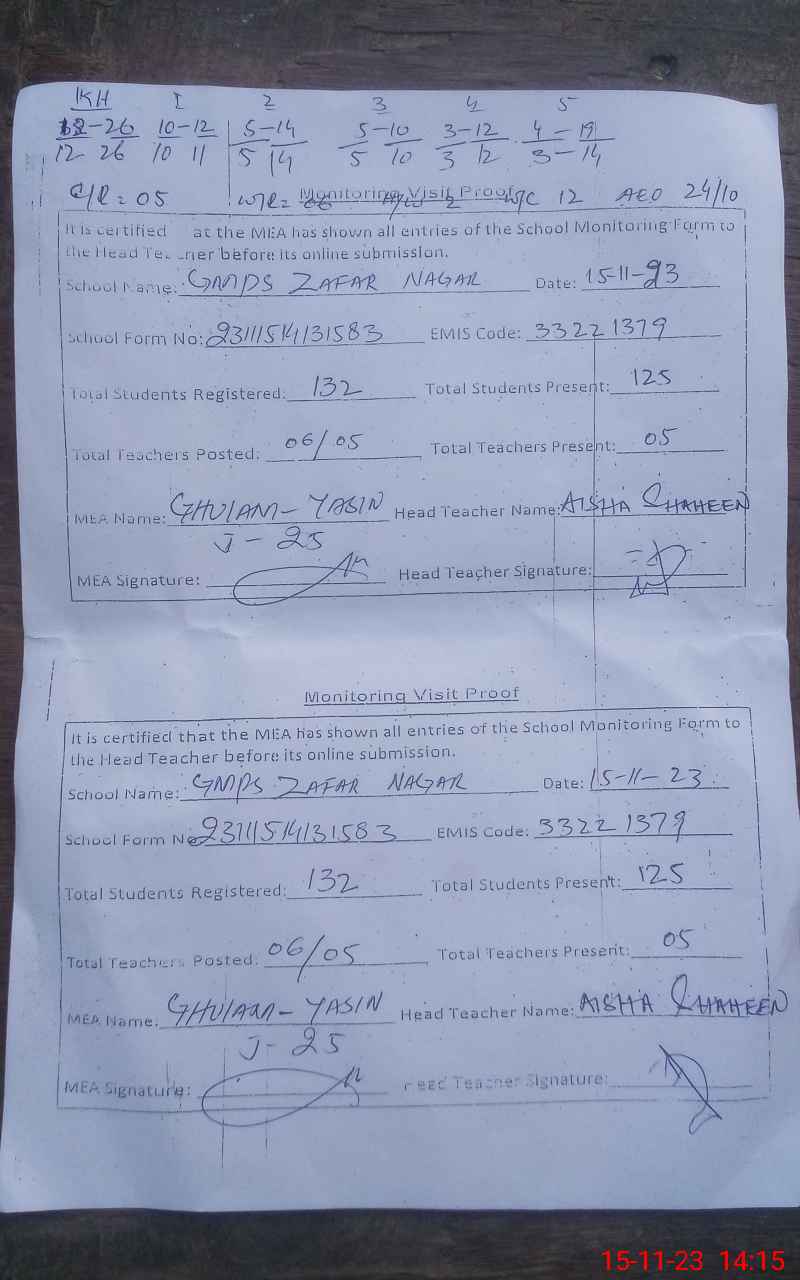 KH I 2 3 4 5
12-26 10-12 5-14 5-10 3-12 4-19
12 26 10 11 5 14 5 10 3 12 3-14
C/R = 05 W/R= Monitoring Visit Proof W/C 12 AEO 24/10
It is certified at the MEA has shown all entries of the School Monitoring Form to
the Head Te ner before its online submission.
School Name: GMPS ZAFAR NAGAR Date: 15-11-23
School Form No: 23111514131583 EMIS Code: 33221379
Total Students Registered: 132 Total Students Present: 125
Total Teachers Posted: 06/05 Total Teachers Present: 05
MEA Name: GHULAM-YASIN Head Teacher Name: AISHA SHAHEEN
J-25
MEA Signature: Head Teacher Signature:
Monitoring Visit Proof
It is certified that the MEA has shown all entries of the School Monitoring Form to
the Head Teacher before its online submission.
School Name: GMPS ZAFAR NAGAR Date: 15-11-23
School Form No 23111514131583 EMIS Code: 33221379
Total Students Registered: 132 Total Students Present: 125
Total Teachers Posted: 06/05 Total Teachers Present: 05
MEA Name: GHULAM-YASIN Head Teacher Name: AISHA SHAHEEN
J-25
MEA Signature: Head Teacher Signature:
15-11-23 14:15